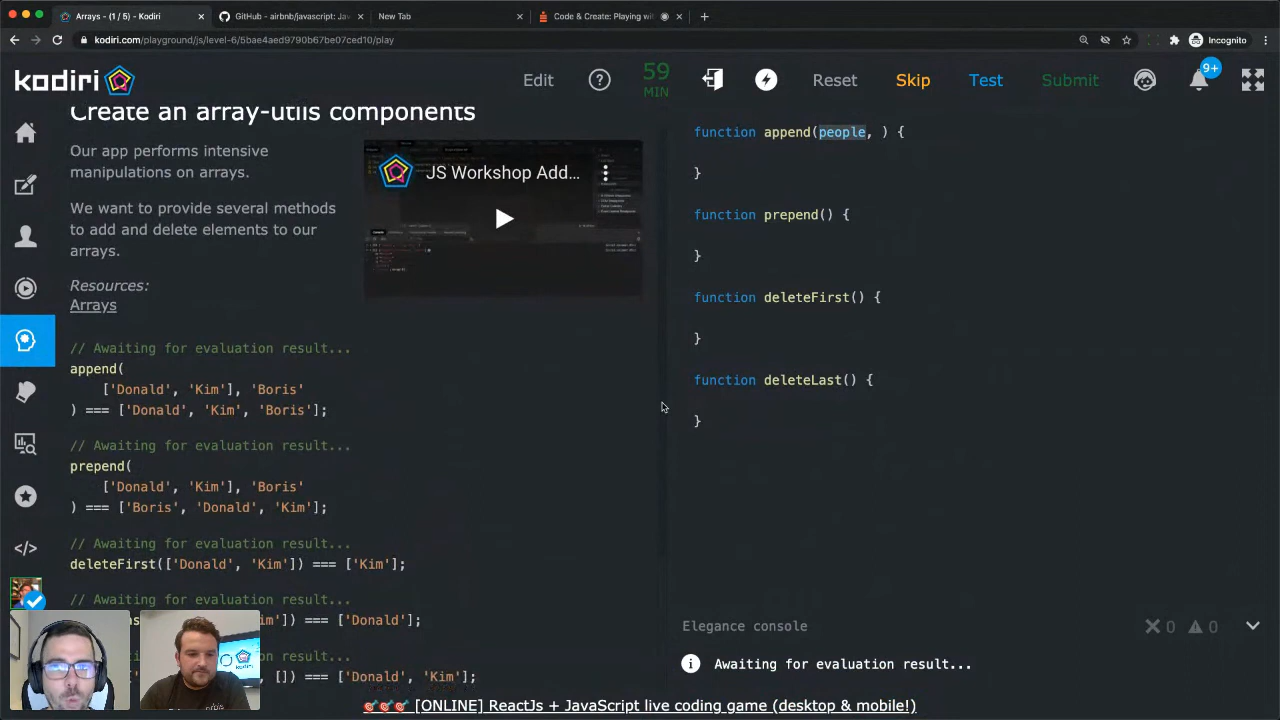 Arrays - (1 / 5) - Kodiri
GitHub - airbnb/javascript: Jav
New Tab
Code & Create: Playing wi
kodiri.com/playground/js/level-6/5bae4aed9790b67be07ced10/play
Incognito
kodiri
Edit
59
MIN
Reset
Skip
Test
Submit
9+
Create an array-utils components
Our app performs intensive
manipulations on arrays.
We want to provide several methods
to add and delete elements to our
arrays.
Resources:
Arrays
JS Workshop Add...
// Awaiting for evaluation result...
append(
['Donald', 'Kim'], 'Boris'
) === ['Donald', 'Kim', 'Boris'];
// Awaiting for evaluation result...
prepend(
['Donald', 'Kim'], 'Boris'
) === ['Boris', 'Donald', 'Kim'];
// Awaiting for evaluation result...
deleteFirst(['Donald', 'Kim']) === ['Kim'];
// Awaiting for evaluation result...
im']) === ['Donald'];
evaluation result...
, []) === ['Donald', 'Kim'];
function append(people, ) {
}
function prepend() {
}
function deleteFirst() {
}
function deleteLast() {
}
Elegance console
0
0
Awaiting for evaluation result...
kodiri
[ONLINE] ReactJs + JavaScript live coding game (desktop & mobile!)